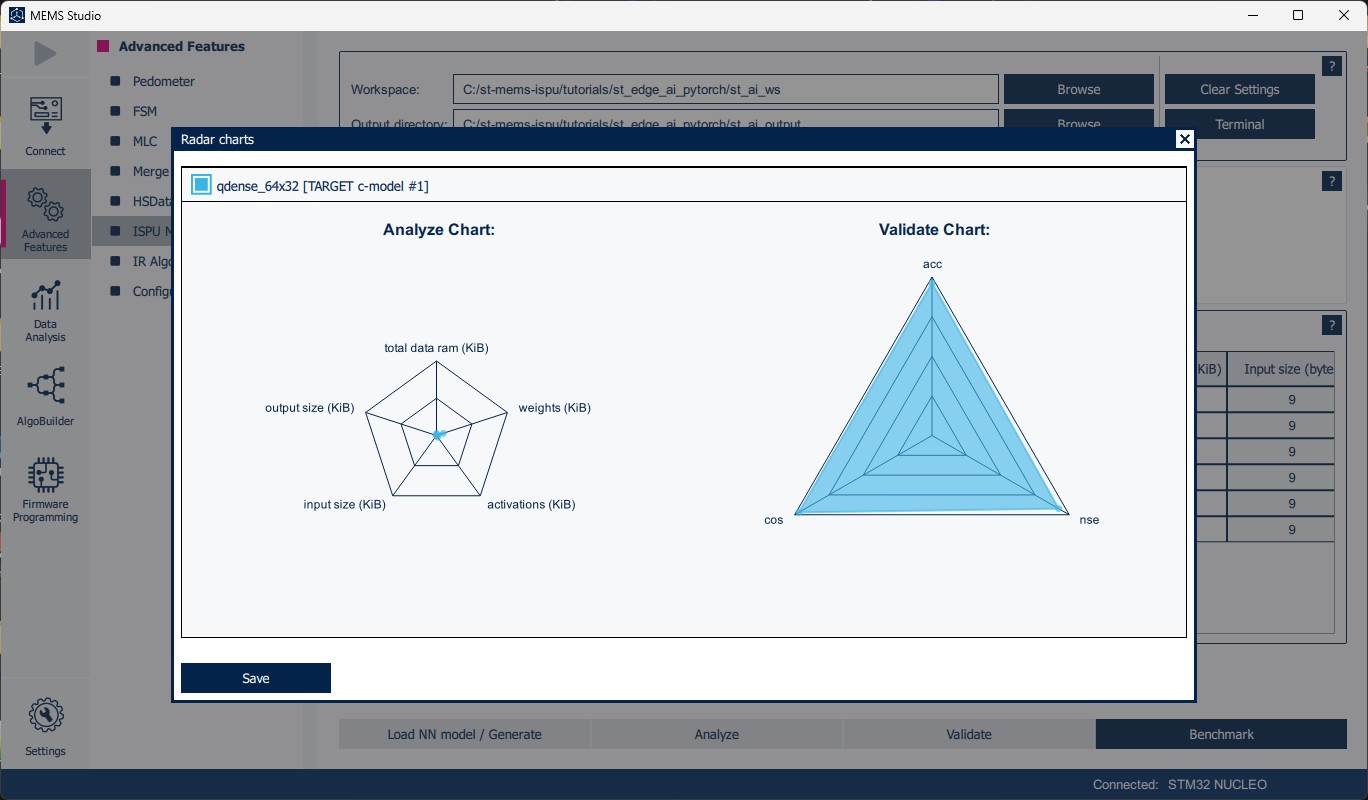 MEMS Studio
Connect
Advanced
Features
Data
Analysis
AlgoBuilder
Firmware
Programming
Settings
Advanced Features
Pedometer
FSM
MLC
Merge
HSData
ISPU M
IR Algo
Workspace:
C:/st-mems-ispu/tutorials/st_edge_ai_pytorch/st_ai_ws
Browse
Clear Settings
?
Output directory:
C:/st-mems-ispu/tutorials/st_edge_ai_pytorch/st_ai_output
Browse
Terminal
Radar charts
qdense_64x32 [TARGET c-model #1]
Analyze Chart:
total data ram (KiB)
output size (KiB)
weights (KiB)
input size (KiB)
activations (KiB)
Validate Chart:
acc
cos
nse
Save
?
?
KiB)
Input size (byte
9
9
9
9
9
9
Load NN model / Generate
Analyze
Validate
Benchmark
Connected: STM32 NUCLEO